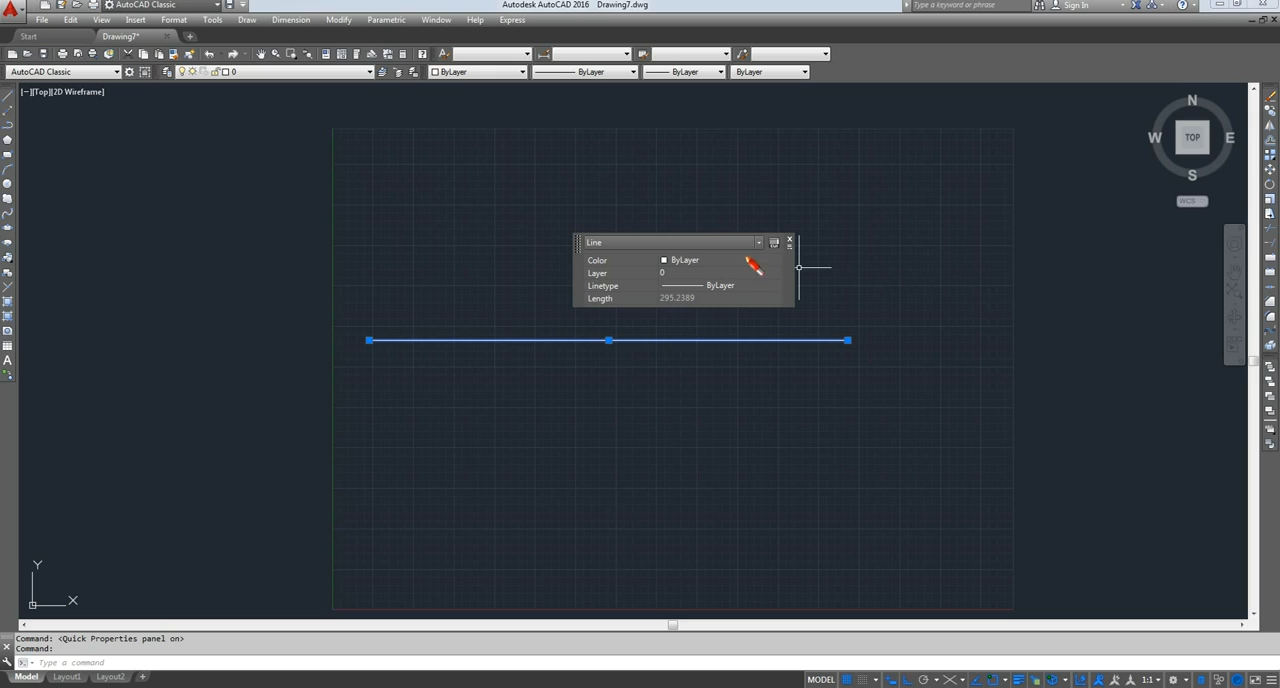 AutoCAD Classic
Autodesk AutoCAD 2016 Drawing7.dwg
Type a keyword or phrase
Sign In
File Edit View Insert Format Tools Draw Dimension Modify Parametric Window Help Express
Start
Drawing7*
AutoCAD Classic
0
ByLayer
ByLayer
ByLayer
ByLayer
[−][Top][2D Wireframe]
N
W TOP E
S
WCS
Line
Color ByLayer
Layer 0
Linetype ByLayer
Length 295.2389
Y
X
Command: <Quick Properties panel on>
Command:
Type a command
Model Layout1 Layout2
MODEL
1:1